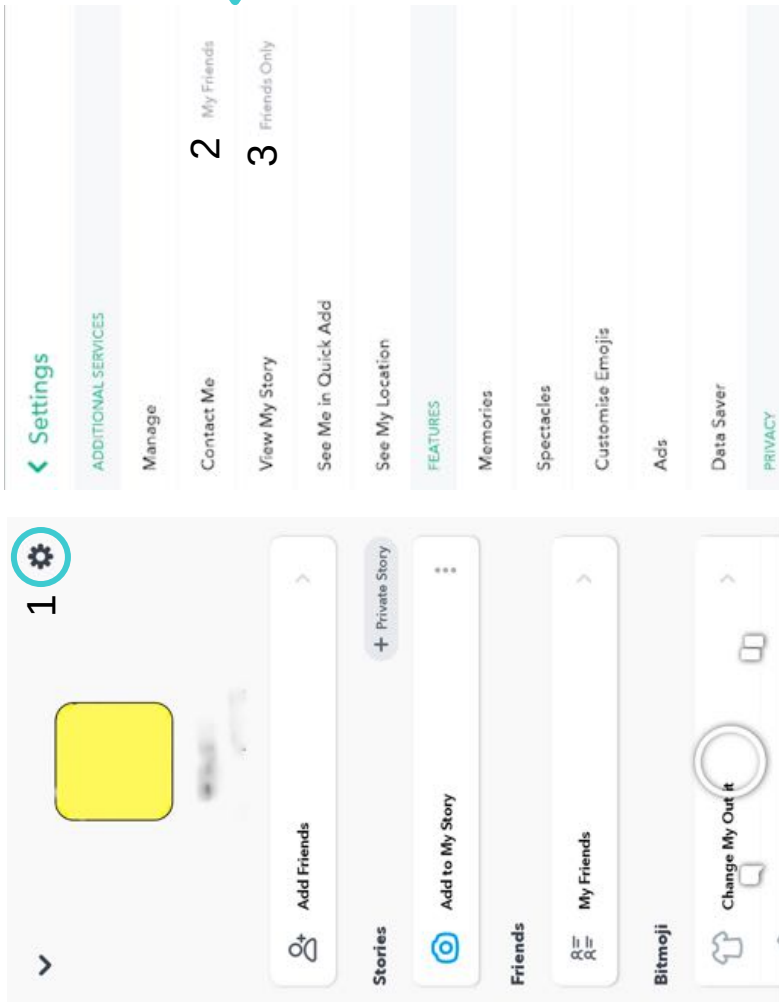 1
Add Friends
Stories
+ Private Story
Add to My Story
Friends
My Friends
Bitmoji
Change My Out it
Settings
ADDITIONAL SERVICES
Manage
Contact Me
2 My Friends
View My Story
3 Friends Only
See Me in Quick Add
See My Location
FEATURES
Memories
Spectacles
Customise Emojis
Ads
Data Saver
PRIVACY